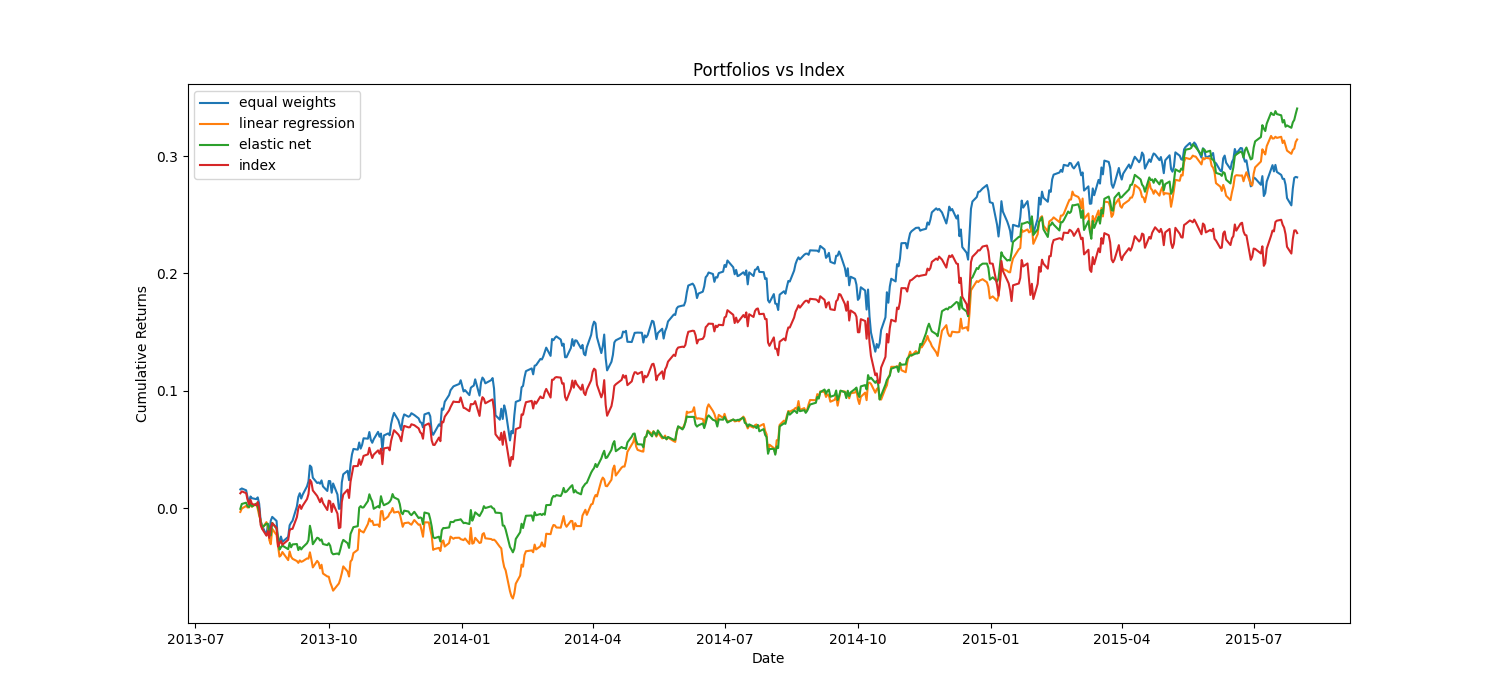 Portfolios vs Index
equal weights
linear regression
elastic net
index
Cumulative Returns
0.3
0.2
0.1
0.0
2013-07 2013-10 2014-01 2014-04 2014-07 2014-10 2015-01 2015-04 2015-07
Date